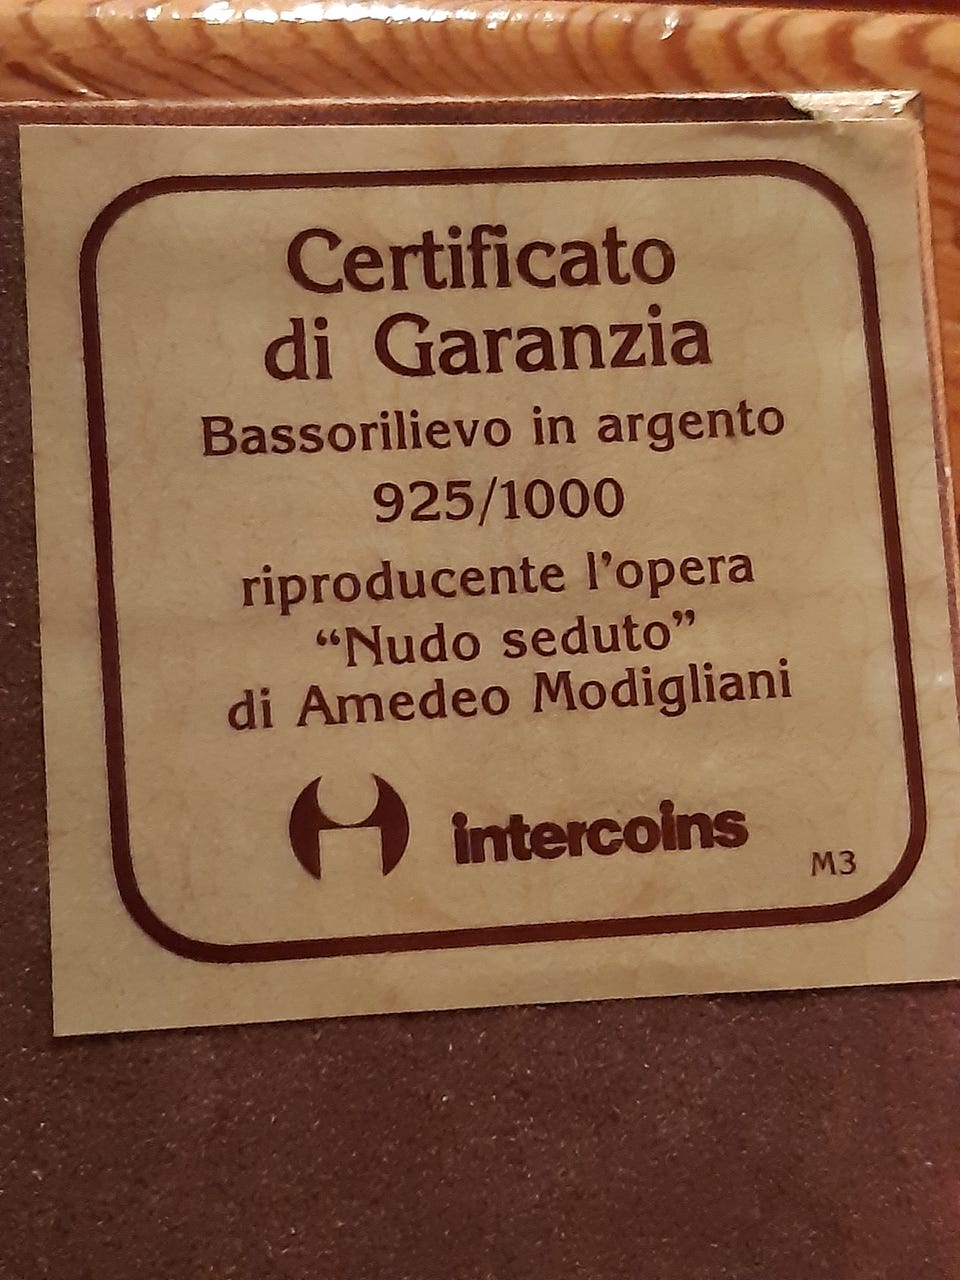 Certificato
di Garanzia
Bassorilievo in argento
925/1000
riproducente l'opera
“Nudo seduto”
di Amedeo Modigliani
intercoins
M3